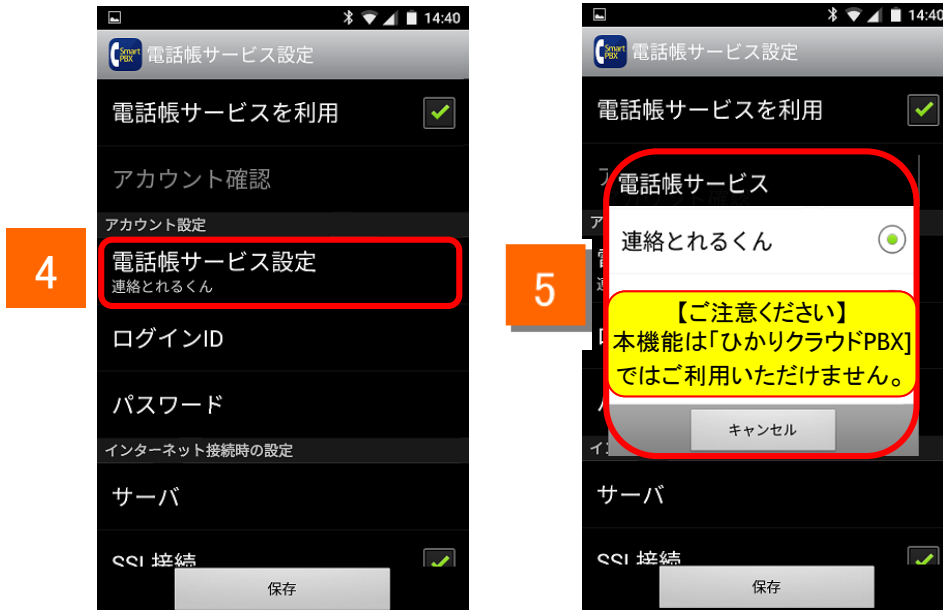 14:40
Smart
PBX
電話帳サービス設定
電話帳サービスを利用
アカウント確認
アカウント設定
4
電話帳サービス設定
連絡とれるくん
ログインID
パスワード
インターネット接続時の設定
サーバ
SSL接続
保存
14:40
Smart
PBX
電話帳サービス設定
電話帳サービスを利用
電話帳サービス
5
連絡とれるくん
【ご注意ください】
本機能は「ひかりクラウドPBX]
ではご利用いただけません。
キャンセル
サーバ
SSL接続
保存